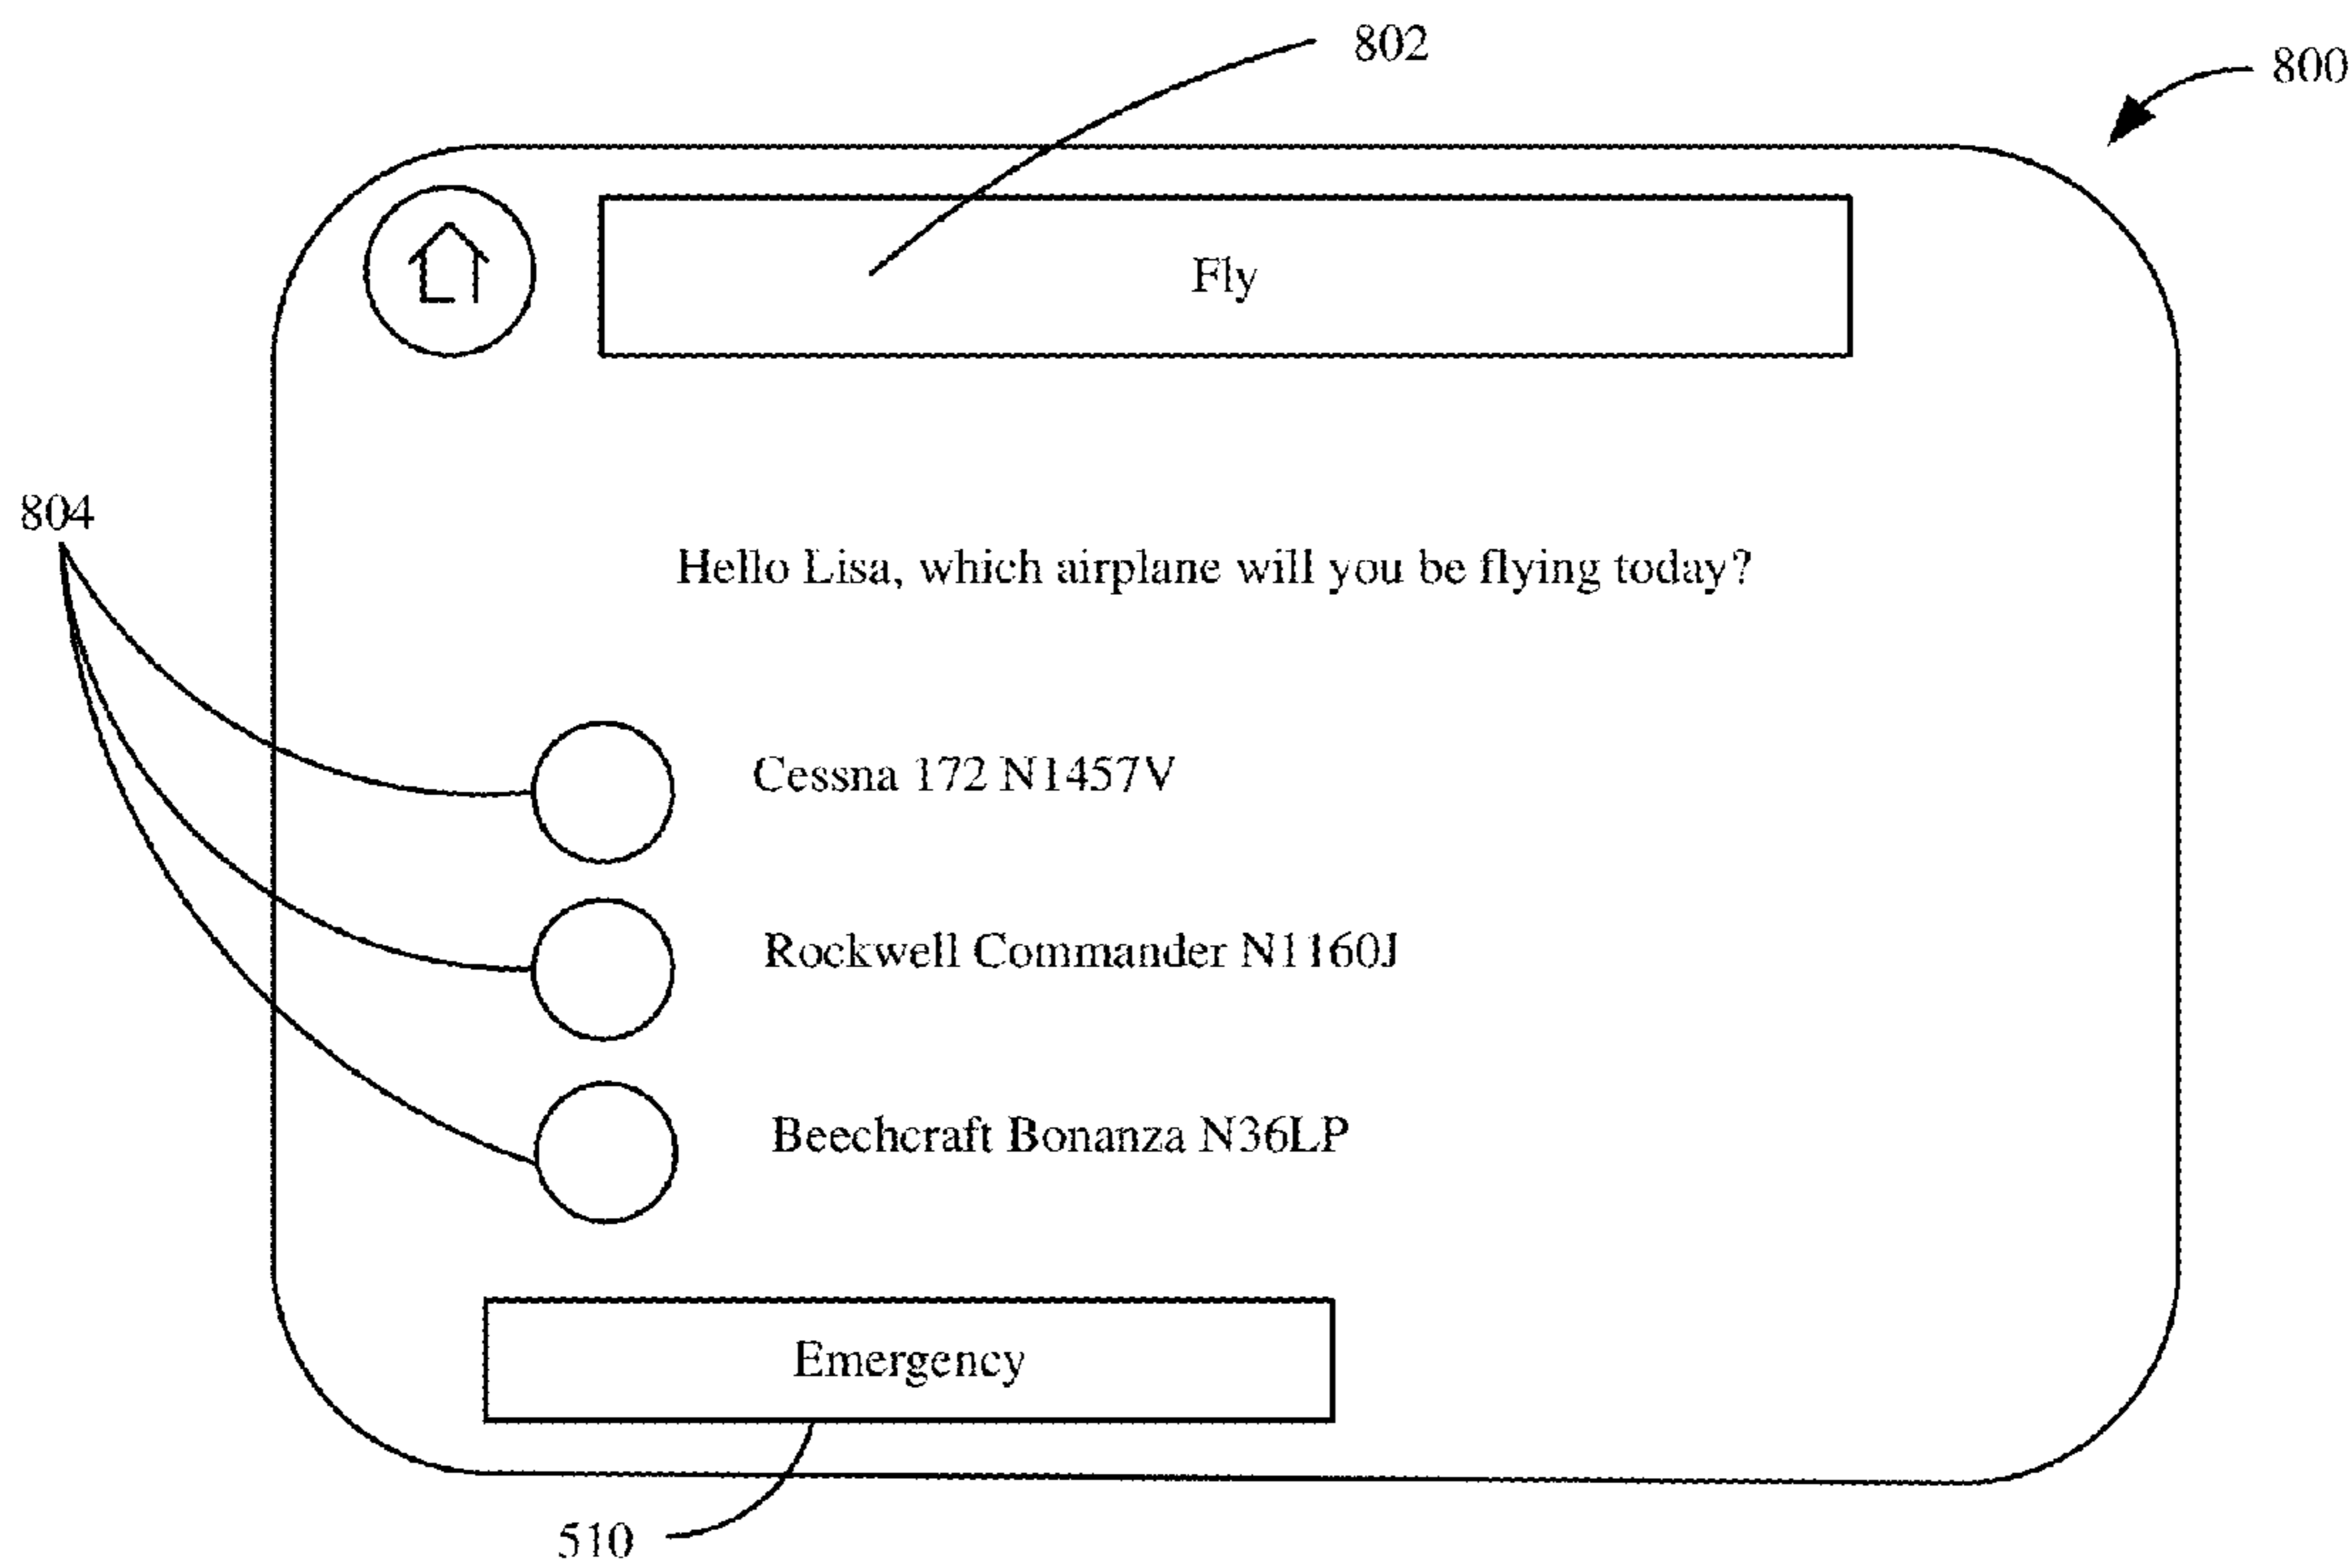 802
800
Fly
804
Hello Lisa, which airplane will you be flying today?
Cessna 172 N1457V
Rockwell Commander N1160J
Beechcraft Bonanza N36LP
Emergency
510